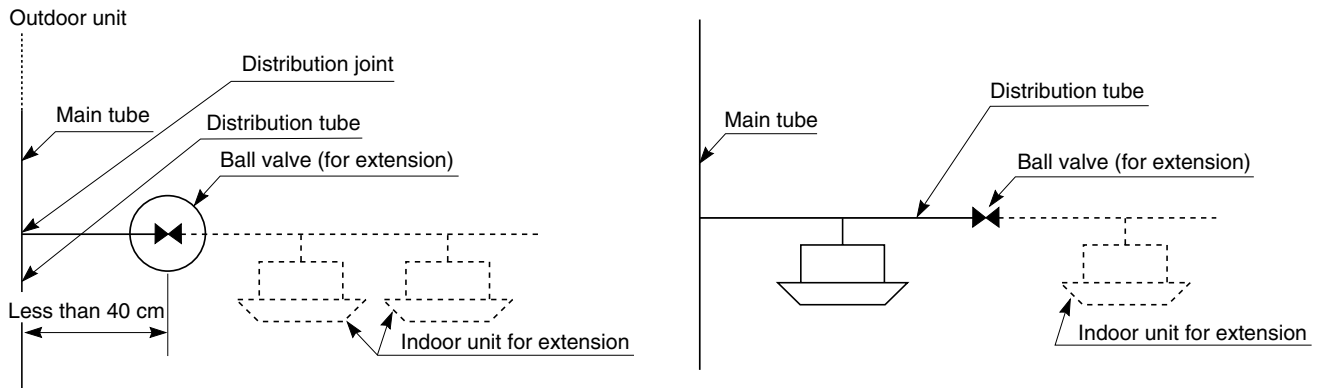 Outdoor unit
Distribution joint
Main tube
Distribution tube
Ball valve (for extension)
Less than 40 cm
Indoor unit for extension
Distribution tube
Main tube
Ball valve (for extension)
Indoor unit for extension